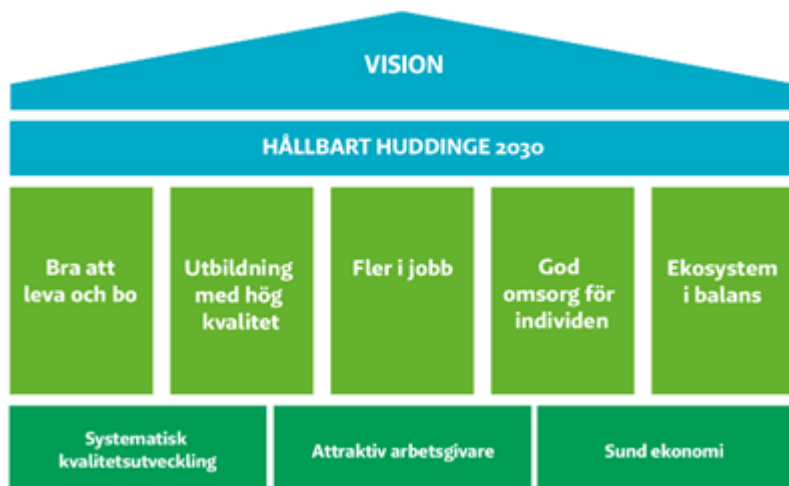 VISION
HÅLLBART HUDDINGE 2030
Bra att
leva och bo
Utbildning
med hög
kvalitet
Fler i jobb
God
omsorg för
individen
Ekosystem
i balans
Systematisk
kvalitetsutveckling
Attraktiv arbetsgivare
Sund ekonomi